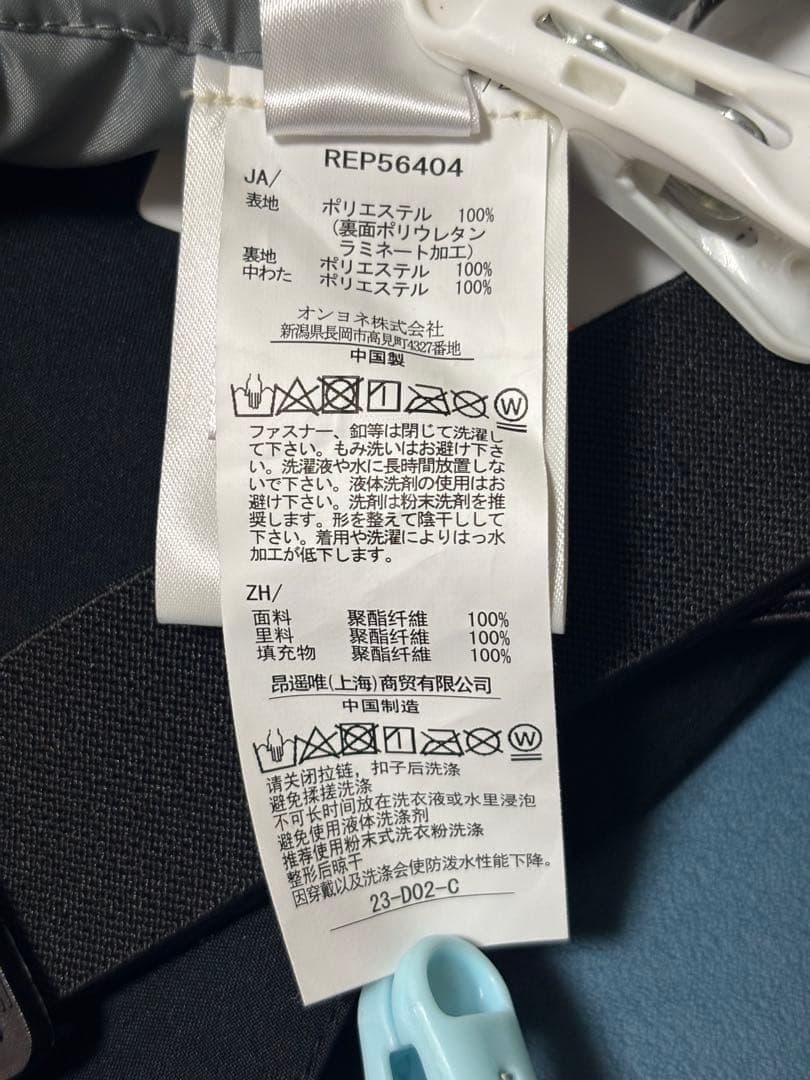 REP56404
JA/
表地 ポリエステル 100%
(裏面ポリウレタン
ラミネート加工)
裏地 ポリエステル 100%
中わた ポリエステル 100%
オンヨネ株式会社
新潟県長岡市高見町4327番地
中国製
W
ファスナー、釦等は閉じて洗濯し
て下さい。もみ洗いはお避け下さ
い。洗濯液や水に長時間放置しな
いで下さい。液体洗剤の使用はお
避け下さい。洗剤は粉末洗剤を推
奨します。形を整えて陰干しして
下さい。着用や洗濯によりはっ水
加工が低下します。
ZH/
面料 聚酯纤維 100%
里料 聚酯纤維 100%
填充物 聚酯纤維 100%
昂遥唯(上海)商贸有限公司
中国制造
W
请关闭拉链，扣子后洗涤
避免揉搓洗涤
不可长时间放在洗衣液或水里浸泡
避免使用液体洗涤剂
推荐使用粉末式洗衣粉洗涤
整形后晾干
因穿戴以及洗涤会使防泼水性能下降。
23-D02-C